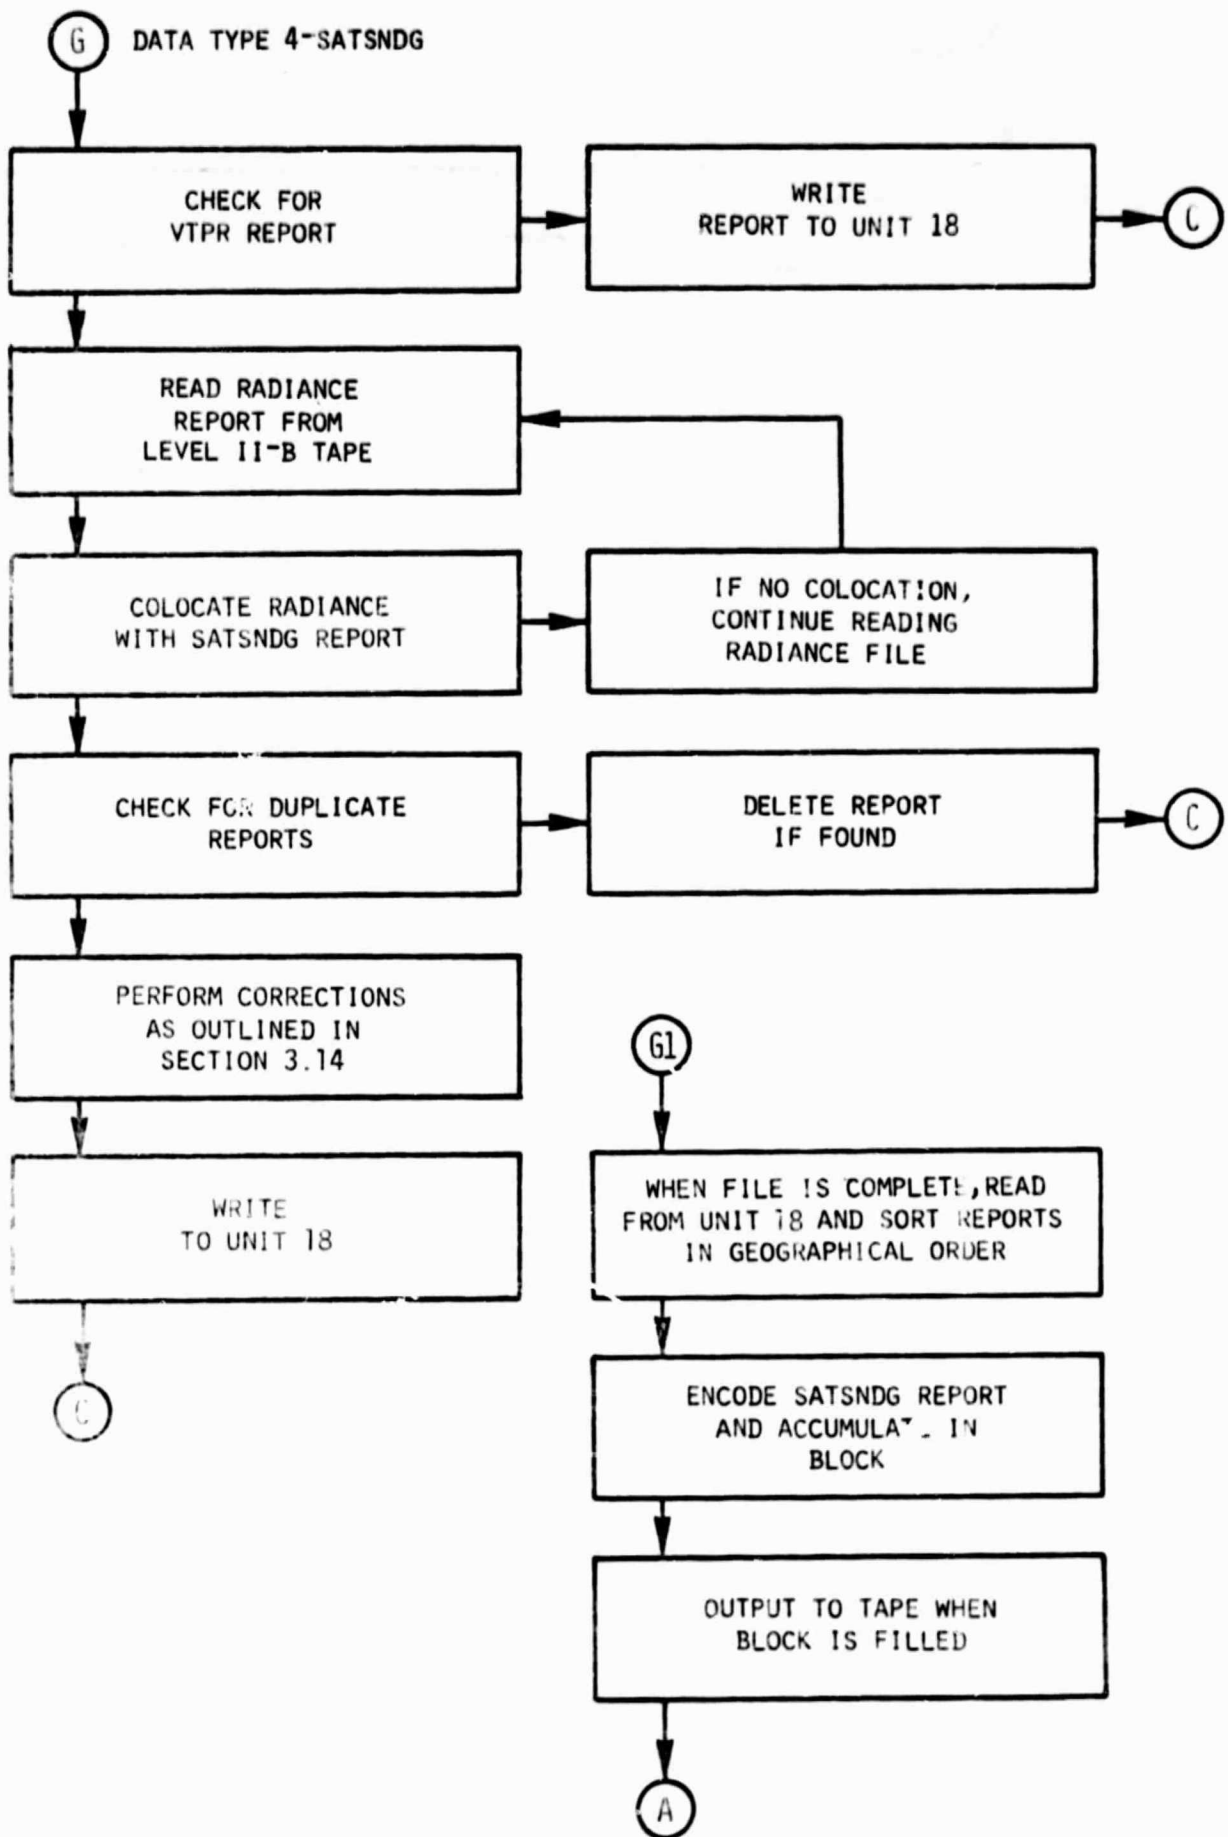 G DATA TYPE 4-SATSNDG
CHECK FOR
VTPR REPORT
WRITE
REPORT TO UNIT 18
C
READ RADIANCE
REPORT FROM
LEVEL II-B TAPE
COLOCATE RADIANCE
WITH SATSNDG REPORT
IF NO COLOCATION,
CONTINUE READING
RADIANCE FILE
CHECK FOR DUPLICATE
REPORTS
DELETE REPORT
IF FOUND
C
PERFORM CORRECTIONS
AS OUTLINED IN
SECTION 3.14
WRITE
TO UNIT 18
C
G1
WHEN FILE IS COMPLETE, READ
FROM UNIT 18 AND SORT REPORTS
IN GEOGRAPHICAL ORDER
ENCODE SATSNDG REPORT
AND ACCUMULAT. IN
BLOCK
OUTPUT TO TAPE WHEN
BLOCK IS FILLED
A